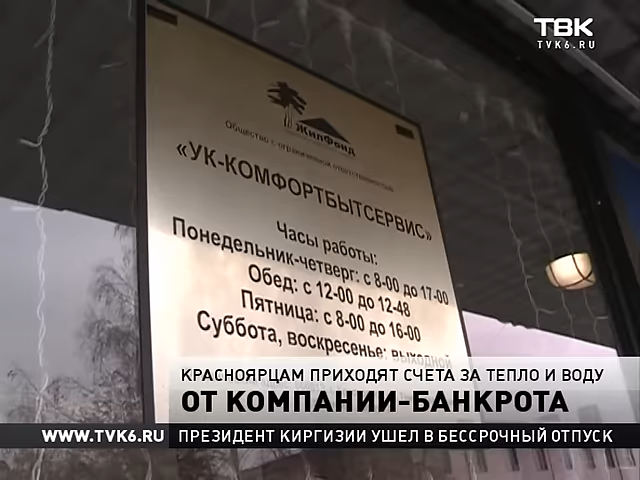 ТВК
TVK6.RU
ЖилФонд
Общество с ограниченной ответственностью
«УК-КОМФОРТБЫТСЕРВИС»
Часы работы:
Понедельник-четверг: с 8-00 до 17-00
Обед: с 12-00 до 12-48
Пятница: с 8-00 до 16-00
Суббота, воскресенье: выходной
КРАСНОЯРЦАМ ПРИХОДЯТ СЧЕТА ЗА ТЕПЛО И ВОДУ
ОТ КОМПАНИИ-БАНКРОТА
WWW.TVK6.RU ПРЕЗИДЕНТ КИРГИЗИИ УШЕЛ В БЕССРОЧНЫЙ ОТПУСК